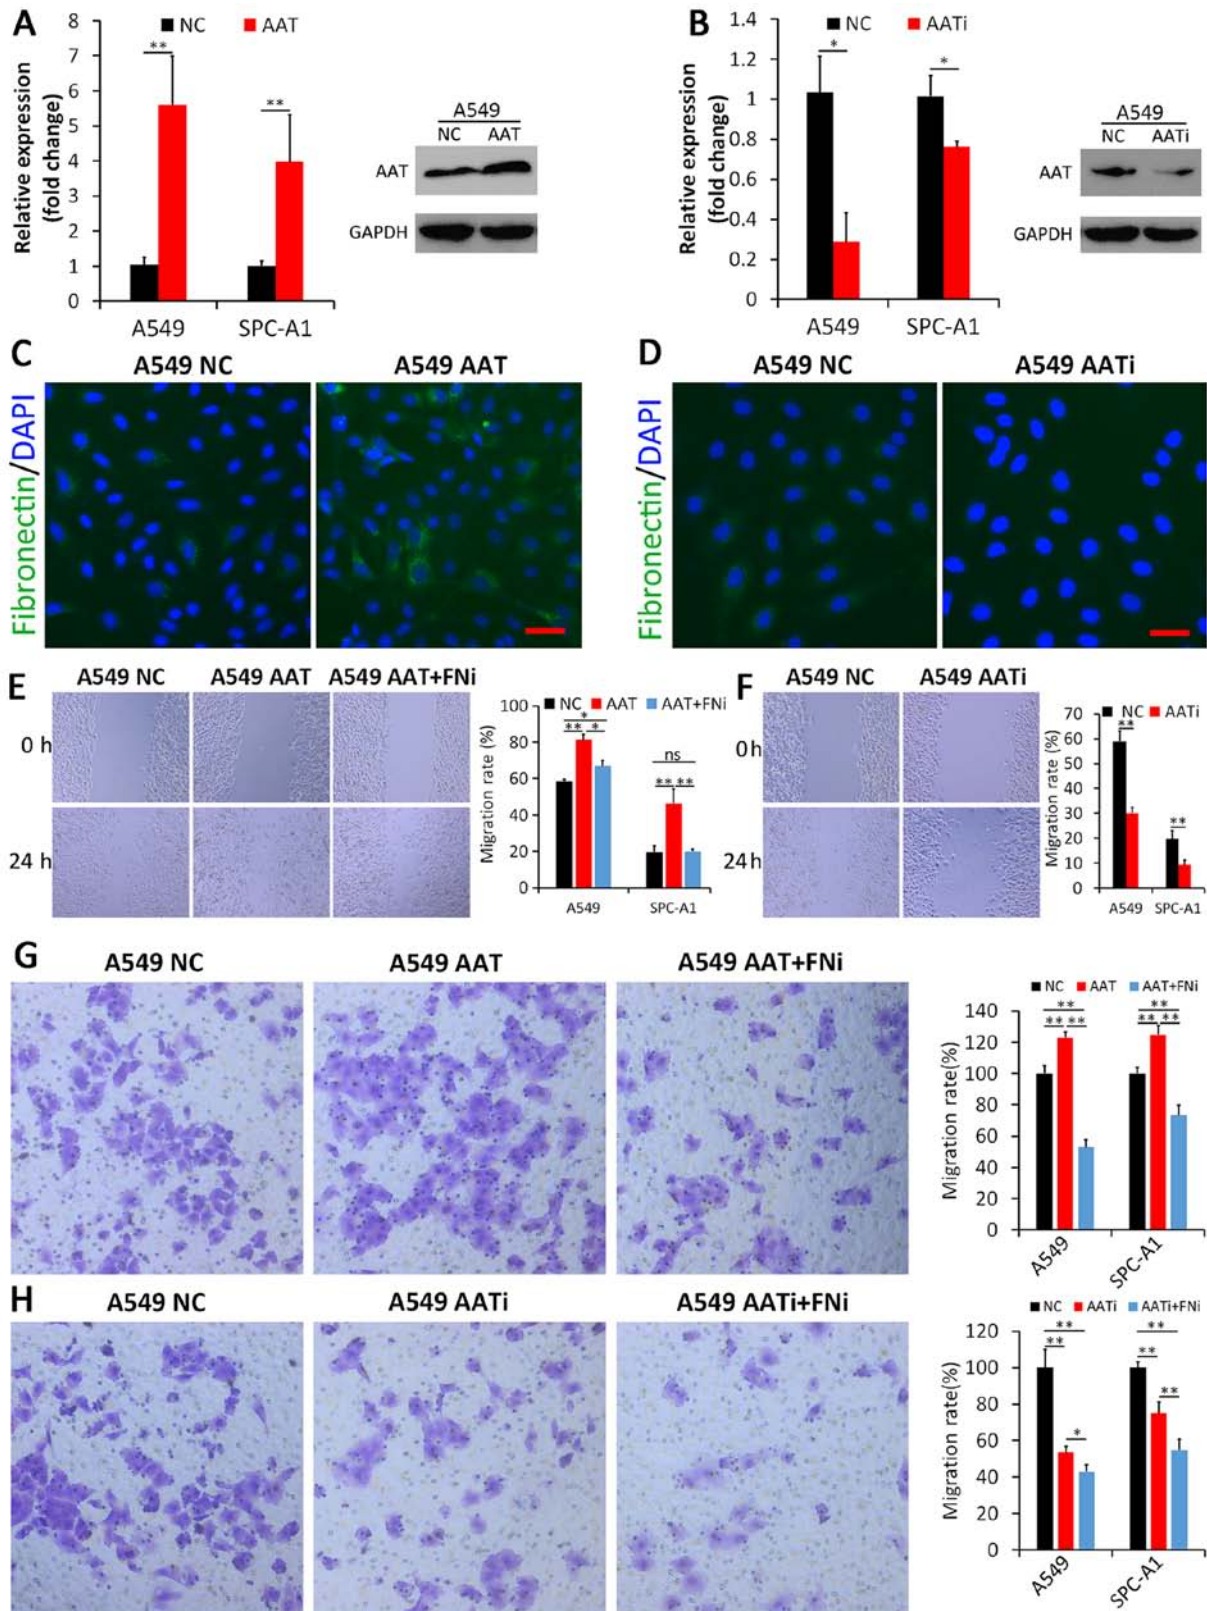 A
NC AAT
Relative expression
(fold change)
8
7
6
5
4
3
2
1
0
**
**
A549 SPC-A1
A549
NC AAT
AAT
GAPDH
B
NC AATi
Relative expression
(fold change)
1.4
1.2
1
0.8
0.6
0.4
0.2
0
*
*
A549 SPC-A1
A549
NC AATi
AAT
GAPDH
C
A549 NC A549 AAT
Fibronectin/DAPI
D
A549 NC A549 AATi
Fibronectin/DAPI
E
A549 NC A549 AAT A549 AAT+FNi
0 h
24 h
NC AAT AAT+FNi
Migration rate (%)
100
80
60
40
20
0
*
** *
ns
** **
A549 SPC-A1
F
A549 NC A549 AATi
0h
24 h
NC
AATi
Migration rate (%)
70
60
50
40
30
20
10
0
**
**
A549 SPC-A1
G
A549 NC A549 AAT A549 AAT+FNi
NC AAT AAT+FNi
Migration rate(%)
140
120
100
80
60
40
20
0
**
** **
**
** **
A549 SPC-A1
H
A549 NC A549 AATi A549 AATi+FNi
NC AATi AATi+FNi
Migration rate(%)
120
100
80
60
40
20
0
**
**
*
**
**
**
A549 SPC-A1